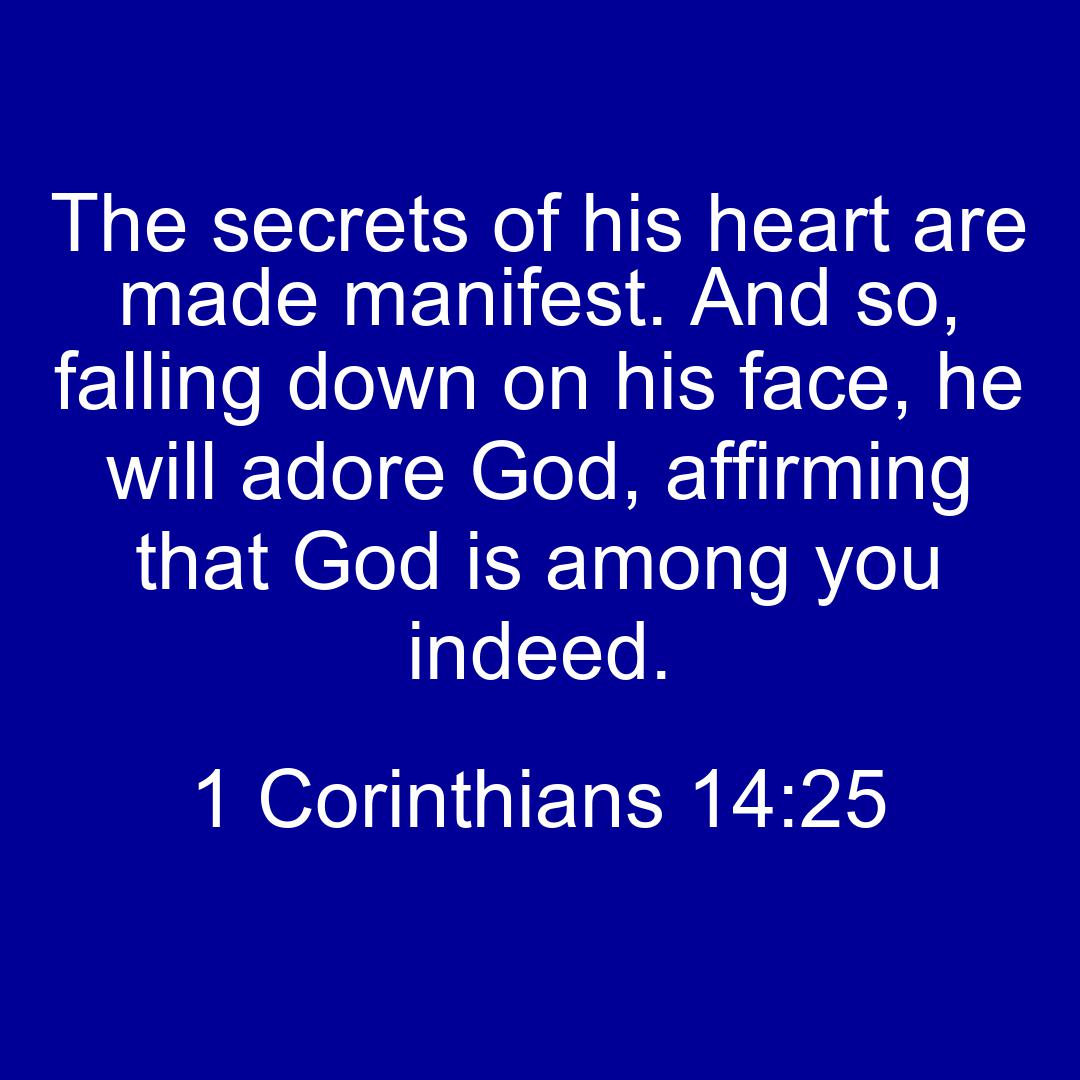 The secrets of his heart are
made manifest. And so,
falling down on his face, he
will adore God, affirming
that God is among you
indeed.
1 Corinthians 14:25